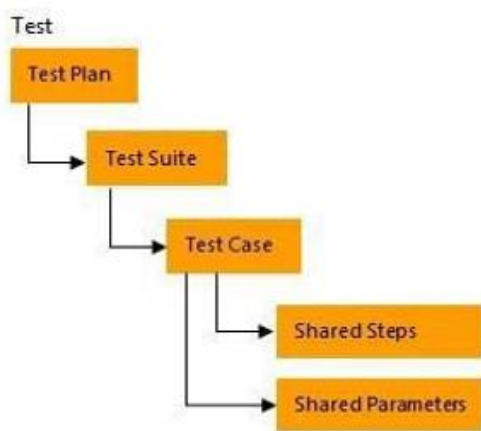 Test
Test Plan
Test Suite
Test Case
Shared Steps
Shared Parameters